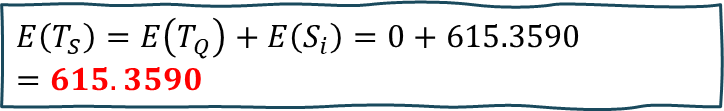 E(T_S) = E(T_Q) + E(S_i) = 0 + 615.3590
= 615.3590